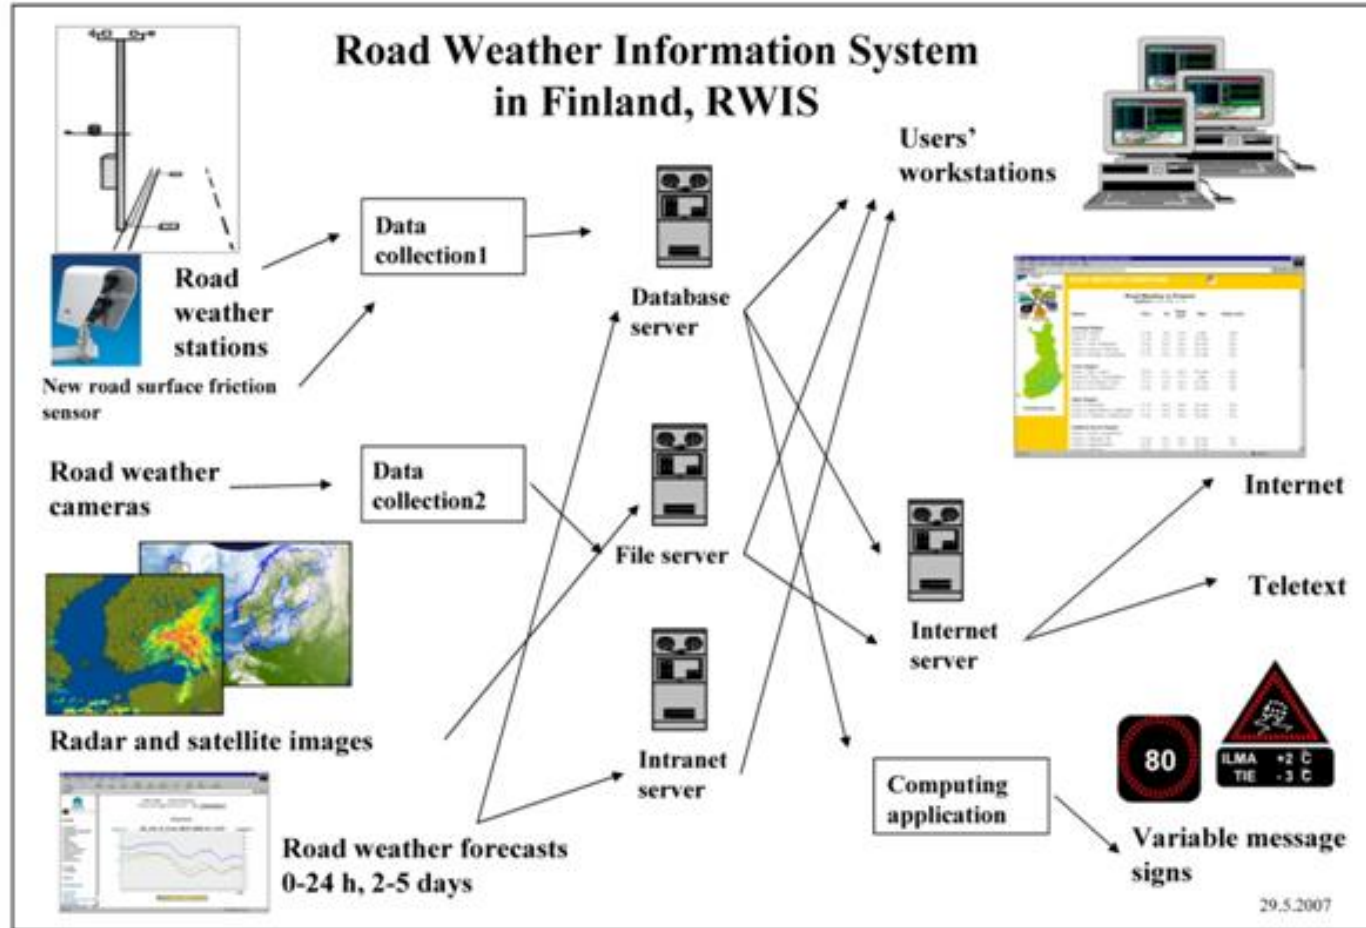 Road Weather Information System
in Finland, RWIS
Users’
workstations
Data
collection1
Road
weather
stations
Database
server
New road surface friction
sensor
Road weather
cameras
Data
collection2
File server
Internet
Teletext
Internet
server
Radar and satellite images
Intranet
server
80
ILMA +2 C
TIE - 3 C
Computing
application
Road weather forecasts
0-24 h, 2-5 days
Variable message
signs
29.5.2007